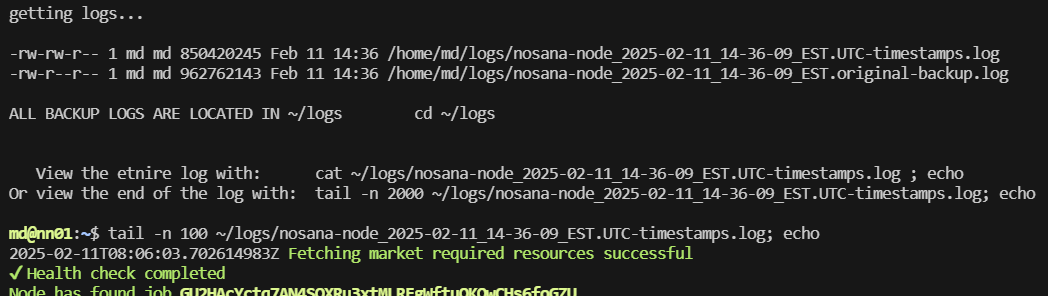 getting logs...
-rw-rw-r-- 1 md md 850420245 Feb 11 14:36 /home/md/logs/nosana-node_2025-02-11_14-36-09_EST.UTC-timestamps.log
-rw-r--r-- 1 md md 962762143 Feb 11 14:36 /home/md/logs/nosana-node_2025-02-11_14-36-09_EST.original-backup.log
ALL BACKUP LOGS ARE LOCATED IN ~/logs        cd ~/logs
View the etnire log with:      cat ~/logs/nosana-node_2025-02-11_14-36-09_EST.UTC-timestamps.log ; echo
Or view the end of the log with:  tail -n 2000 ~/logs/nosana-node_2025-02-11_14-36-09_EST.UTC-timestamps.log; echo
md@nn01:~$ tail -n 100 ~/logs/nosana-node_2025-02-11_14-36-09_EST.UTC-timestamps.log; echo
2025-02-11T08:06:03.702614983Z Fetching market required resources successful
✓ Health check completed
Node has found job